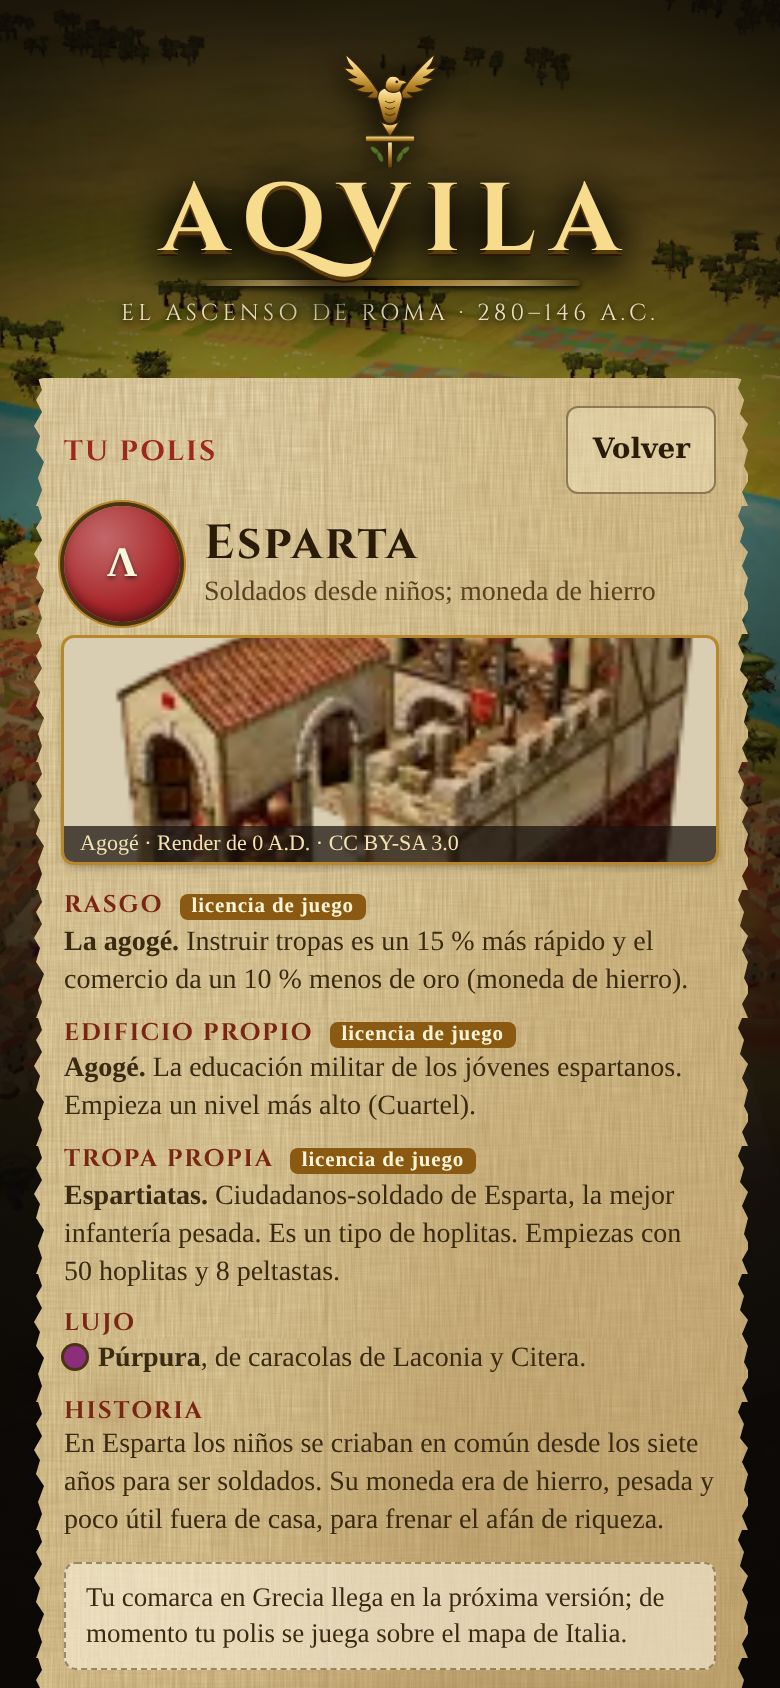 AQVILA
EL ASCENSO DE ROMA · 280–146 A.C.
TU POLIS
Volver
Λ
ESPARTA
Soldados desde niños; moneda de hierro
Agogé · Render de 0 A.D. · CC BY-SA 3.0
RASGO licencia de juego
La agogé. Instruir tropas es un 15 % más rápido y el
comercio da un 10 % menos de oro (moneda de hierro).
EDIFICIO PROPIO licencia de juego
Agogé. La educación militar de los jóvenes espartanos.
Empieza un nivel más alto (Cuartel).
TROPA PROPIA licencia de juego
Espartiatas. Ciudadanos-soldado de Esparta, la mejor
infantería pesada. Es un tipo de hoplitas. Empiezas con
50 hoplitas y 8 peltastas.
LUJO
Púrpura, de caracolas de Laconia y Citera.
HISTORIA
En Esparta los niños se criaban en común desde los siete
años para ser soldados. Su moneda era de hierro, pesada y
poco útil fuera de casa, para frenar el afán de riqueza.
Tu comarca en Grecia llega en la próxima versión; de
momento tu polis se juega sobre el mapa de Italia.